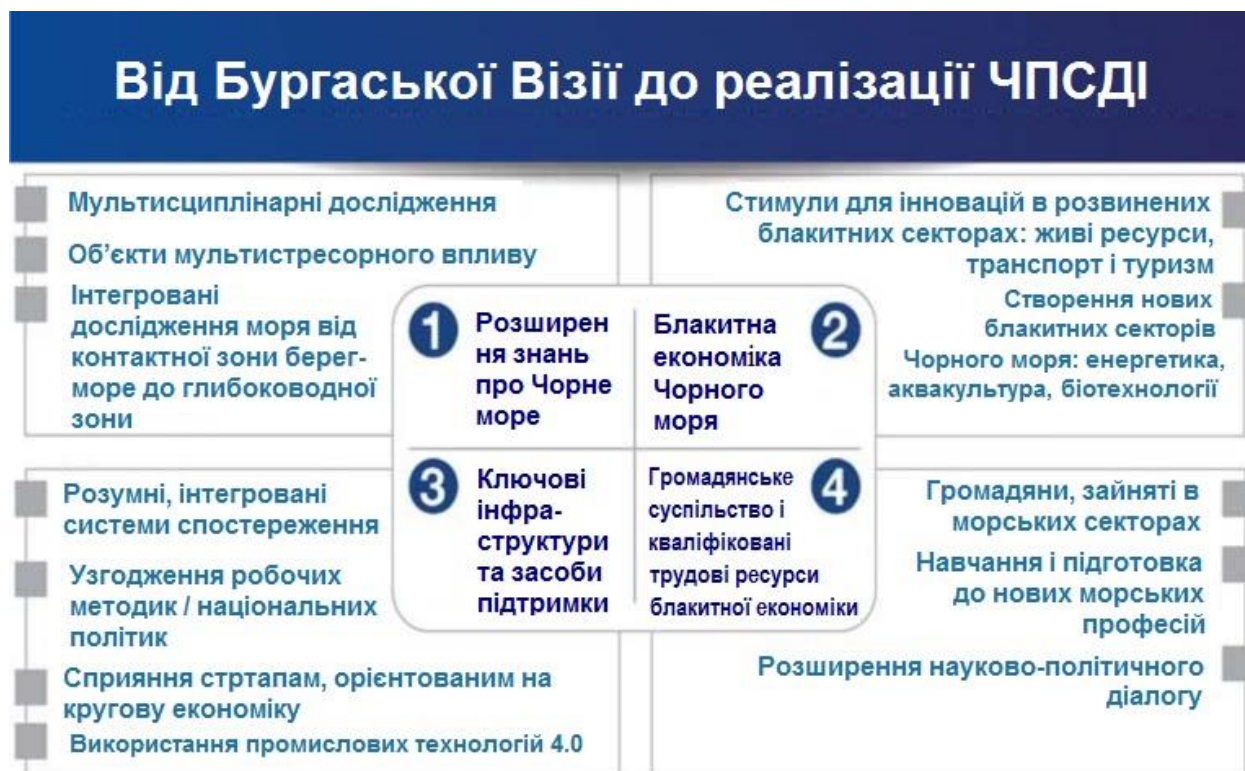 Від Бургаської Візії до реалізації ЧПСДІ
Мультисциплінарні дослідження
Об’єкти мультистресорного впливу
Інтегровані
дослідження моря від
контактної зони берег-
море до глибоководної
зони
1
Розширен
ня знань
про Чорне
море
Блакитна
економіка
Чорного
моря
2
Стимули для інновацій в розвинених
блакитних секторах: живі ресурси,
транспорт і туризм
Створення нових
блакитних секторів
Чорного моря: енергетика,
аквакультура, біотехнології
Розумні, інтегровані
системи спостереження
Узгодження робочих
методик / національних
політик
Сприяння стртапам, орієнтованим на
кругову економіку
Використання промислових технологій 4.0
3
Ключові
інфра-
структури
та засоби
підтримки
Громадянське
суспільство і
кваліфіковані
трудові ресурси
блакитної економіки
4
Громадяни, зайняті в
морських секторах
Навчання і підготовка
до нових морських
професій
Розширення науково-політичного
діалогу